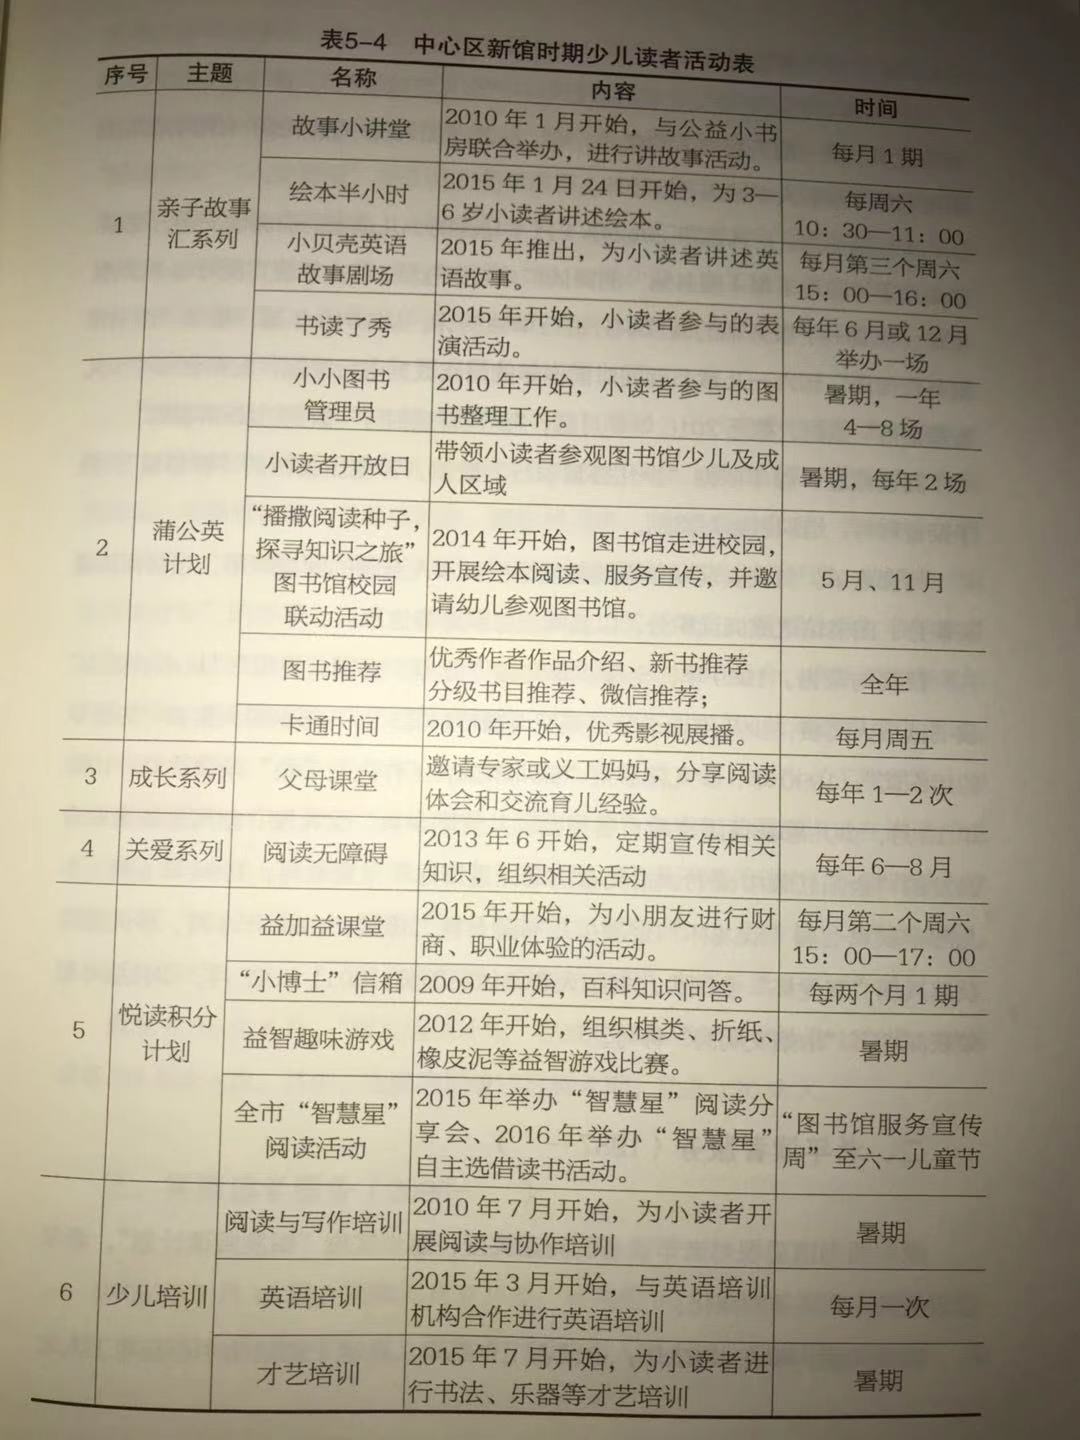 表5-4 中心区新馆时期少儿读者活动表
序号 主题 名称 内容 时间
1
亲子故事
汇系列
故事小讲堂
2010 年 1 月开始，与公益小书
房联合举办，进行讲故事活动。
每月 1 期
绘本半小时
2015 年 1 月 24 日开始，为 3—
6 岁小读者讲述绘本。
每周六
10：30—11：00
小贝壳英语
故事剧场
2015 年推出，为小读者讲述英
语故事。
每月第三个周六
15：00—16：00
书读了秀
2015 年开始，小读者参与的表
演活动。
每年 6 月或 12 月
举办一场
2
蒲公英
计划
小小图书
管理员
2010 年开始，小读者参与的图
书整理工作。
暑期，一年
4—8 场
小读者开放日
带领小读者参观图书馆少儿及成
人区域
暑期，每年 2 场
“播撒阅读种子，
探寻知识之旅”
图书馆校园
联动活动
2014 年开始，图书馆走进校园，
开展绘本阅读、服务宣传，并邀
请幼儿参观图书馆。
5 月、11 月
图书推荐
优秀作者作品介绍、新书推荐
分级书目推荐、微信推荐；
全年
卡通时间
2010 年开始，优秀影视展播。
每月周五
3
成长系列
父母课堂
邀请专家或义工妈妈，分享阅读
体会和交流育儿经验。
每年 1—2 次
4
关爱系列
阅读无障碍
2013 年 6 开始，定期宣传相关
知识，组织相关活动
每年 6—8 月
5
悦读积分
计划
益加益课堂
2015 年开始，为小朋友进行财
商、职业体验的活动。
每月第二个周六
15：00—17：00
“小博士”信箱
2009 年开始，百科知识问答。
每两个月 1 期
益智趣味游戏
2012 年开始，组织棋类、折纸、
橡皮泥等益智游戏比赛。
暑期
全市“智慧星”
阅读活动
2015 年举办“智慧星”阅读分
享会、2016 年举办“智慧星”
自主选借读书活动。
“图书馆服务宣传
周”至六一儿童节
6
少儿培训
阅读与写作培训
2010 年 7 月开始，为小读者开
展阅读与协作培训
暑期
英语培训
2015 年 3 月开始，与英语培训
机构合作进行英语培训
每月一次
才艺培训
2015 年 7 月开始，为小读者进
行书法、乐器等才艺培训
暑期